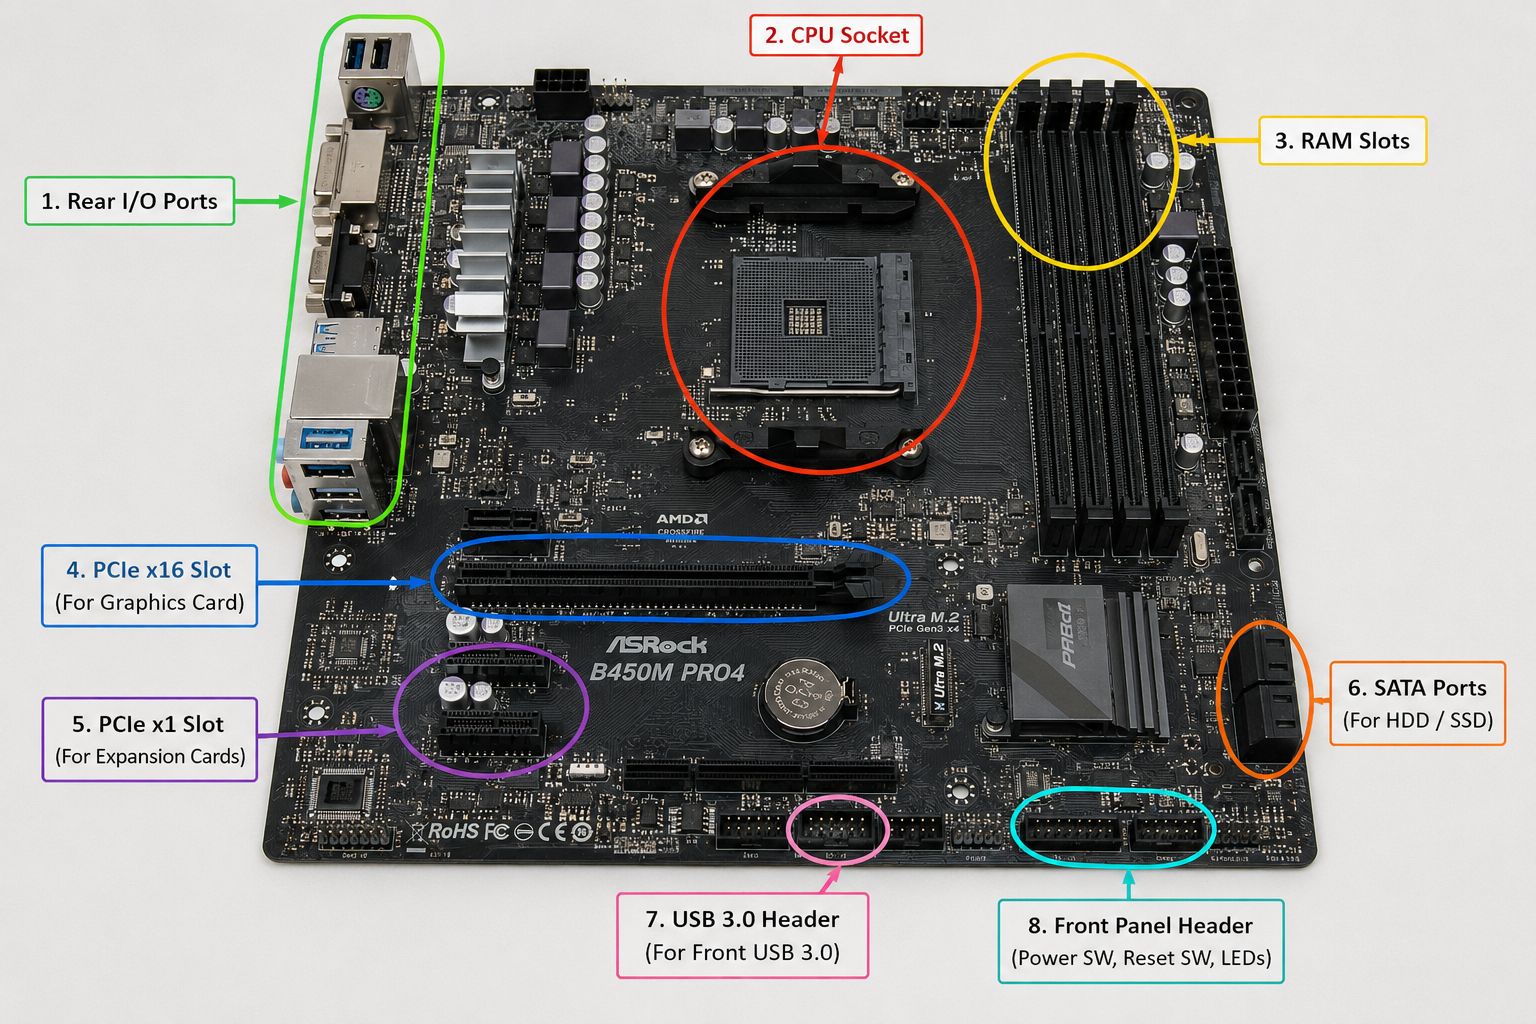 2. CPU Socket
3. RAM Slots
1. Rear I/O Ports
AMD
CROSSFIRE
4. PCIe x16 Slot
(For Graphics Card)
Ultra M.2
PCIe Gen3 x4
ASRock
B450M PRO4
Ultra M.2
5. PCIe x1 Slot
(For Expansion Cards)
6. SATA Ports
(For HDD / SSD)
RoHS FC CE
7. USB 3.0 Header
(For Front USB 3.0)
8. Front Panel Header
(Power SW, Reset SW, LEDs)